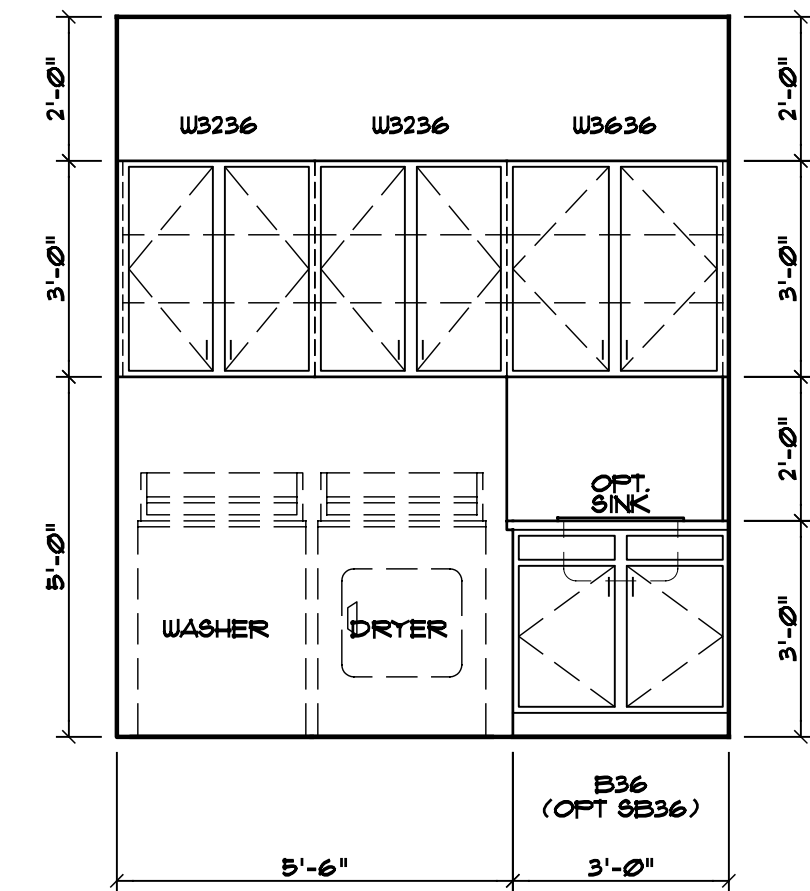 2'-0"
2'-0"
W3236
W3236
W3636
3'-0"
3'-0"
2'-0"
OPT.
SINK
5'-0"
WASHER
DRYER
3'-0"
B36
(OPT SB36)
5'-6"
3'-0"